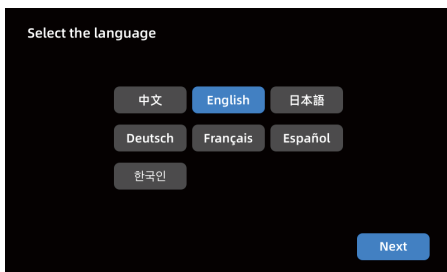 Select the language
中文 English 日本語
Deutsch Français Español
한국인
Next